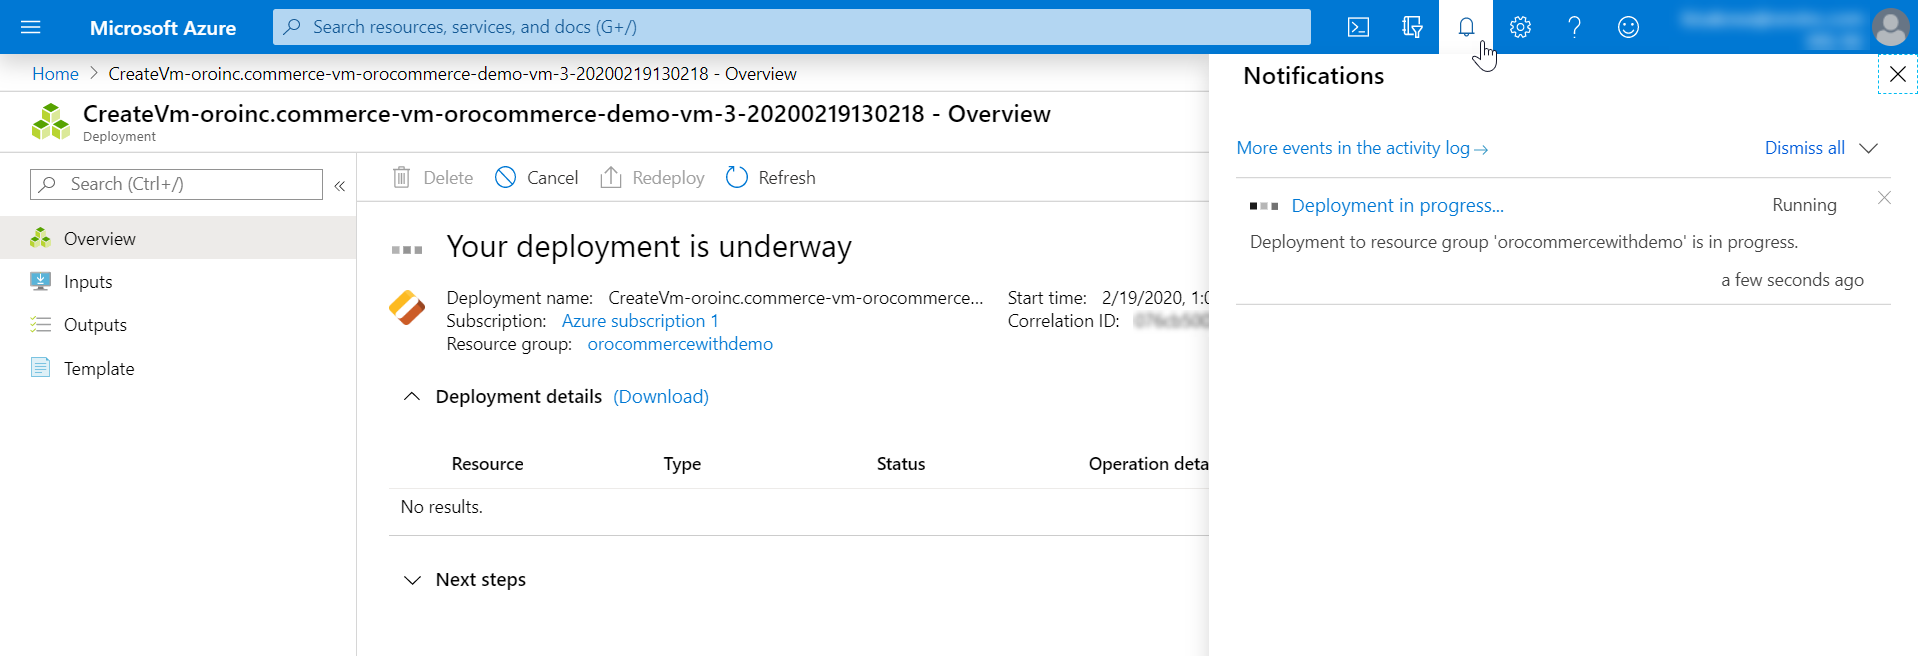 Microsoft Azure
Search resources, services, and docs (G+/)
Home > CreateVm-oroinc.commerce-vm-orocommerce-demo-vm-3-20200219130218 - Overview
CreateVm-oroinc.commerce-vm-orocommerce-demo-vm-3-20200219130218 - Overview
Deployment
Search (Ctrl+/)
«
Overview
Inputs
Outputs
Template
Delete
Cancel
Redeploy
Refresh
Your deployment is underway
Deployment name: CreateVm-oroinc.commerce-vm-orocommerce...
Subscription: Azure subscription 1
Resource group: orocommercewithdemo
Start time: 2/19/2020, 1:0
Correlation ID:
Deployment details (Download)
Resource Type Status Operation deta
No results.
Next steps
Notifications
More events in the activity log →
Dismiss all
Deployment in progress...
Running
Deployment to resource group 'orocommercewithdemo' is in progress.
a few seconds ago